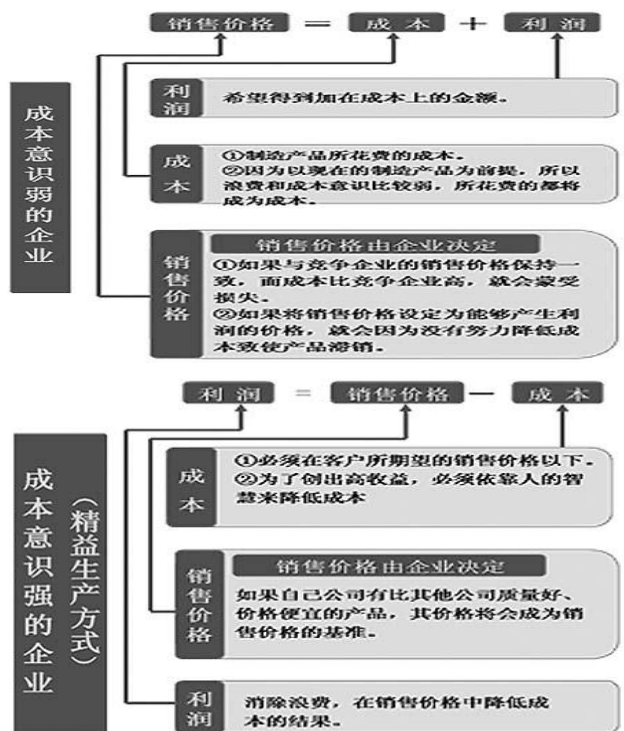 销售价格 = 成本 + 利润
成本意识弱的企业
利润
希望得到加在成本上的金额。
成本
①制造产品所花费的成本。
②因为以现在的制造产品为前提，所以
浪费和成本意识比较弱，所花费的都将
成为成本。
销售价格
销售价格由企业决定
①如果与竞争企业的销售价格保持一
致，而成本比竞争企业高，就会蒙受
损失。
②如果将销售价格设定为能够产生利
润的价格，就会因为没有努力降低成
本致使产品滞销。
利润 = 销售价格 － 成本
成本意识强的企业
（精益生产方式）
成本
①必须在客户所期望的销售价格以下。
②为了创出高收益，必须依靠人的智
慧来降低成本
销售价格
销售价格由企业决定
如果自己公司有比其他公司质量好、
价格便宜的产品，其价格将会成为销
售价格的基准。
利润
消除浪费，在销售价格中降低成
本的结果。